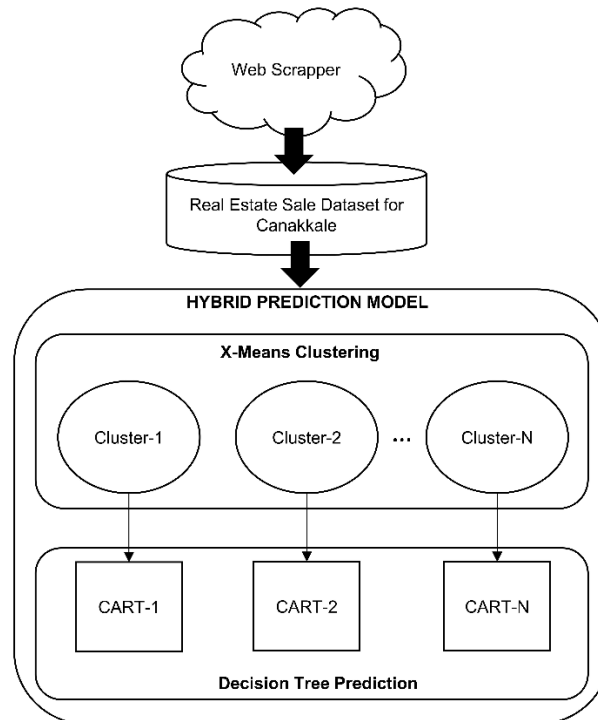 Web Scrapper
Real Estate Sale Dataset for
Canakkale
HYBRID PREDICTION MODEL
X-Means Clustering
Cluster-1
Cluster-2
...
Cluster-N
CART-1
CART-2
CART-N
Decision Tree Prediction